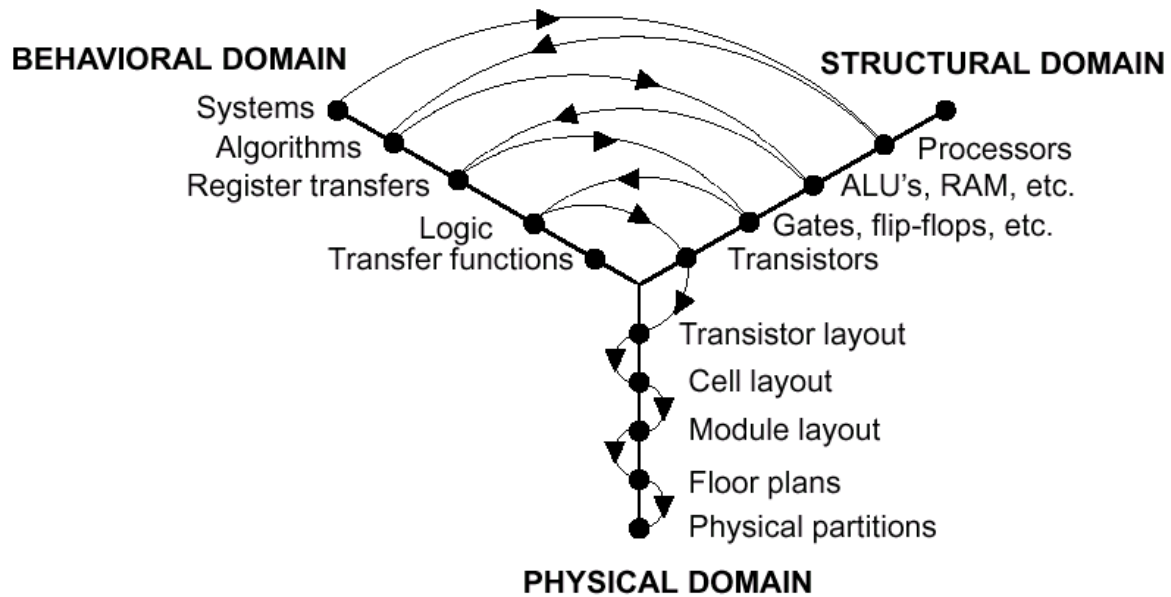 BEHAVIORAL DOMAIN
STRUCTURAL DOMAIN
Systems
Algorithms
Register transfers
Logic
Transfer functions
Processors
ALU's, RAM, etc.
Gates, flip-flops, etc.
Transistors
Transistor layout
Cell layout
Module layout
Floor plans
Physical partitions
PHYSICAL DOMAIN